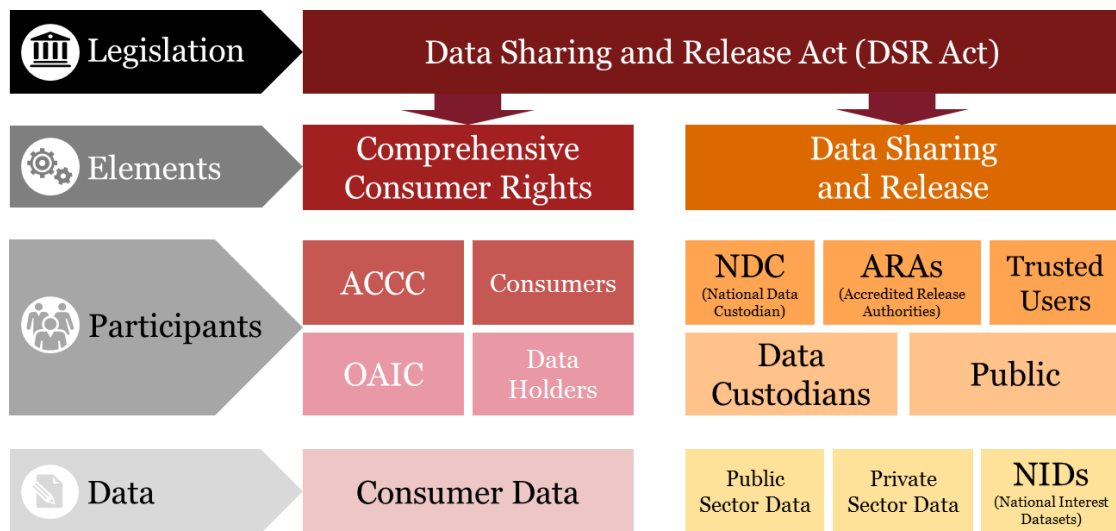 Legislation
Data Sharing and Release Act (DSR Act)
Elements
Comprehensive
Consumer Rights
Data Sharing
and Release
Participants
ACCC
Consumers
NDC
(National Data
Custodian)
ARAs
(Accredited Release
Authorities)
Trusted
Users
OAIC
Data
Holders
Data
Custodians
Public
Data
Consumer Data
Public
Sector Data
Private
Sector Data
NIDs
(National Interest
Datasets)